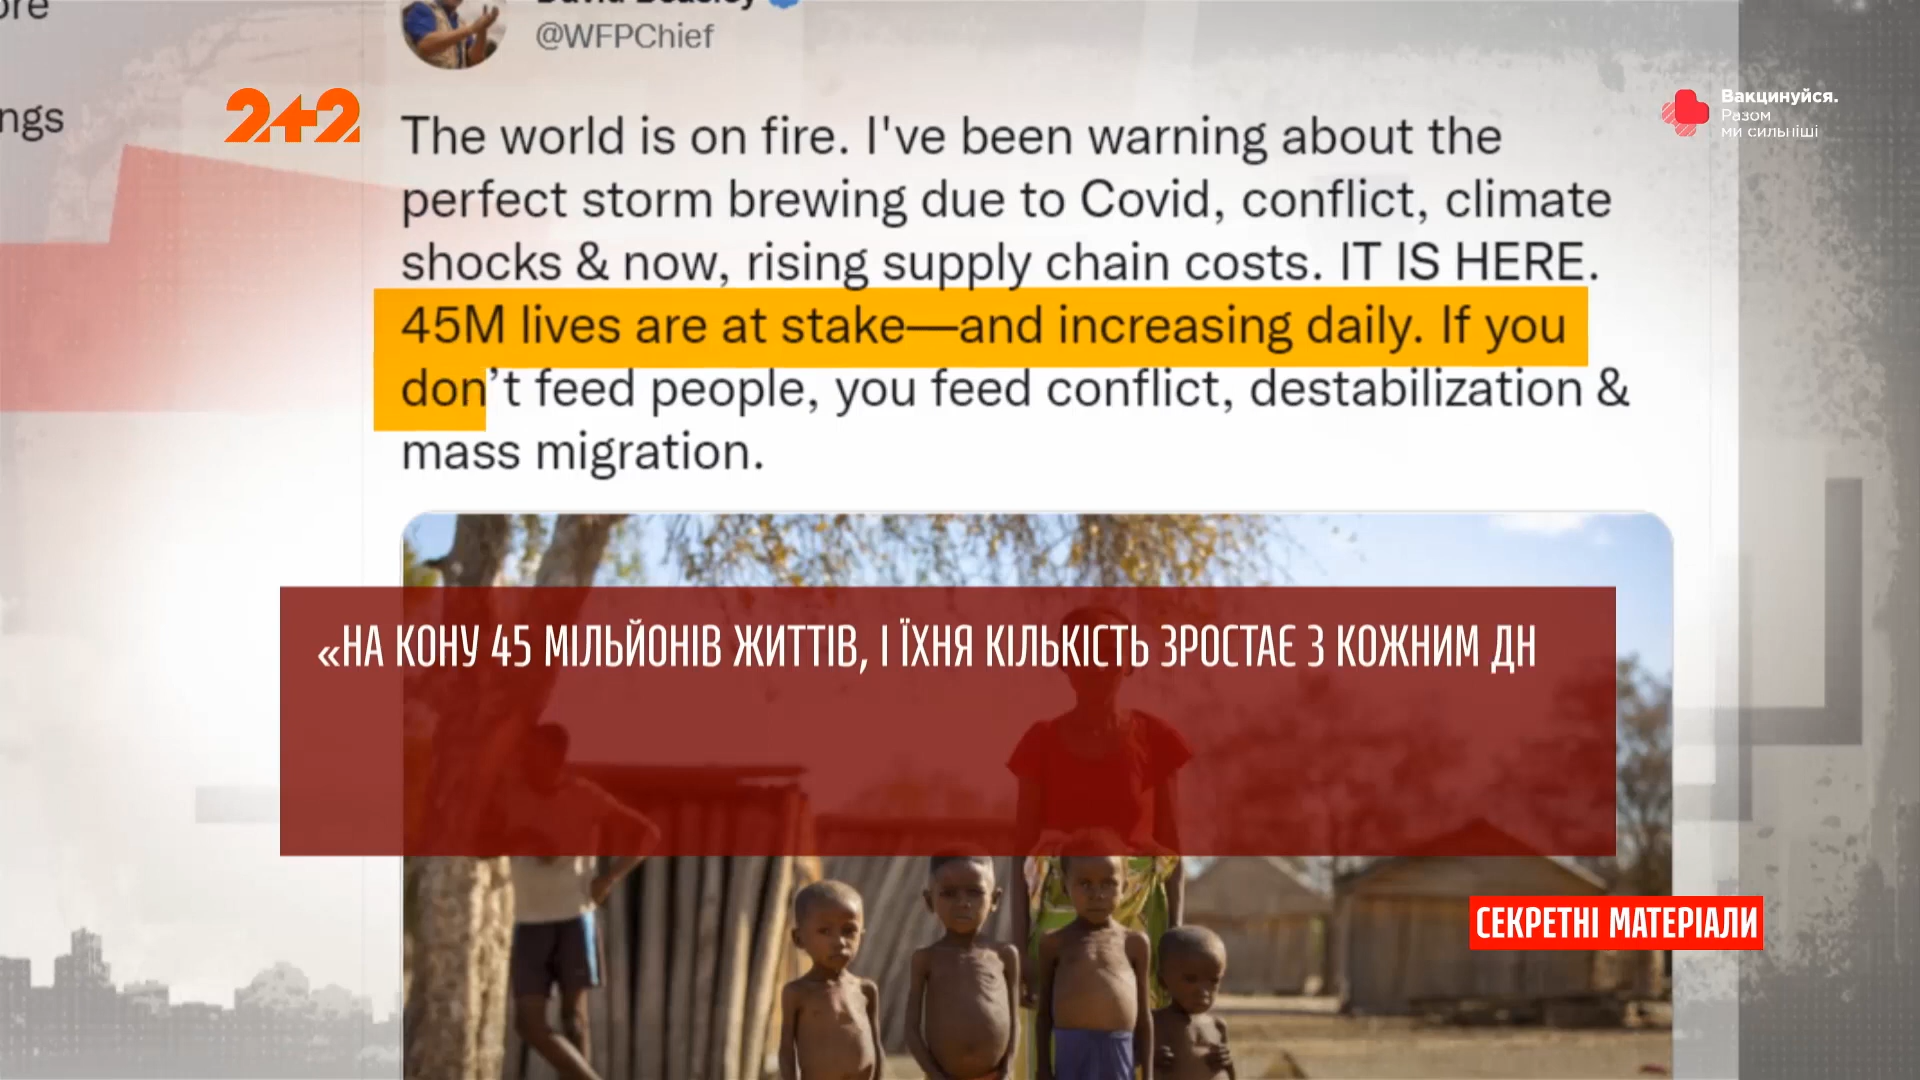 ngs
@WFPChief
2+2
The world is on fire. I've been warning about the
perfect storm brewing due to Covid, conflict, climate
shocks & now, rising supply chain costs. IT IS HERE.
45M lives are at stake—and increasing daily. If you
don’t feed people, you feed conflict, destabilization &
mass migration.
Вакцинуйся.
Разом
ми сильніші
«НА КОНУ 45 МІЛЬЙОНІВ ЖИТТІВ, І ЇХНЯ КІЛЬКІСТЬ ЗРОСТАЄ З КОЖНИМ ДН
СЕКРЕТНІ МАТЕРІАЛИ